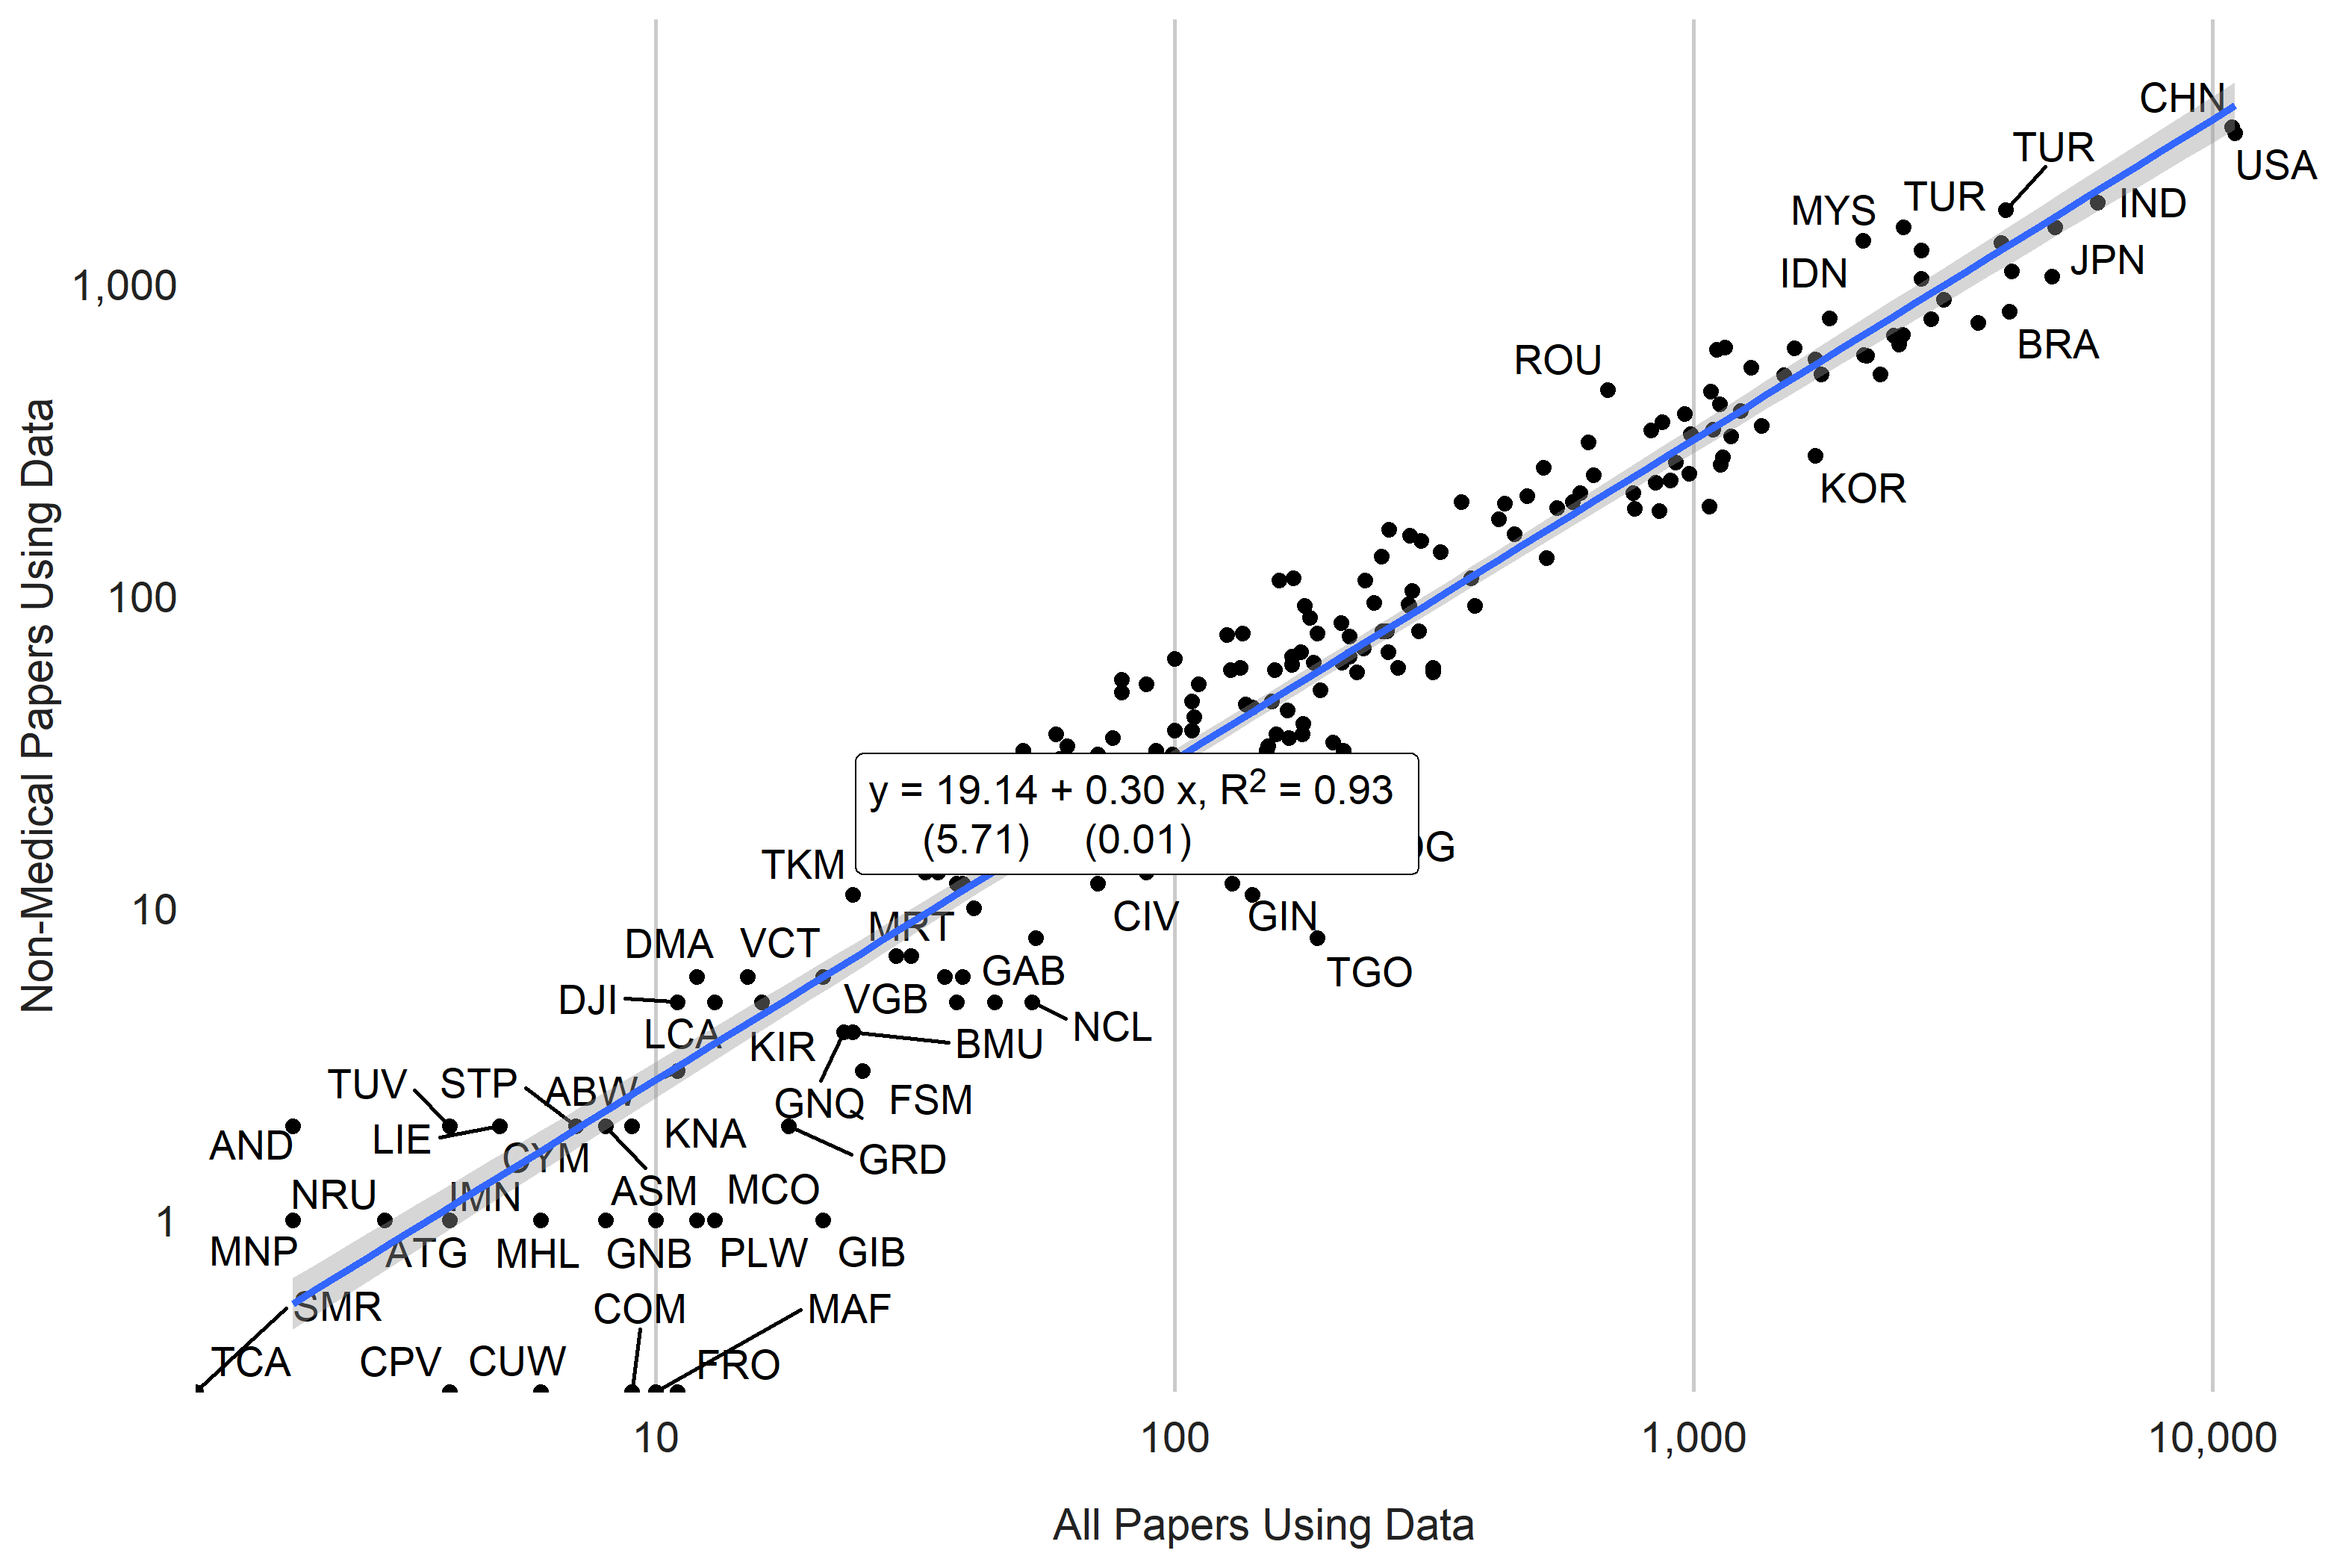 CHN
TUR
USA
TUR
IND
MYS
JPN
IDN
1,000
BRA
ROU
KOR
100
y = 19.14 + 0.30 x, R² = 0.93
(5.71) (0.01)
TKM
10
CIV
GIN
MRT
DMA
VCT
GAB
TGO
DJI
VGB
NCL
LCA
KIR
BMU
TUV
STP
ABW
GNQ
FSM
AND
LIE
KNA
CYM
GRD
NRU
IMN
ASM
MCO
1
MNP
ATG
MHL
GNB
PLW
GIB
SMR
COM
MAF
TCA
CPV
CUW
FRO
10
100
1,000
10,000
All Papers Using Data
Non-Medical Papers Using Data